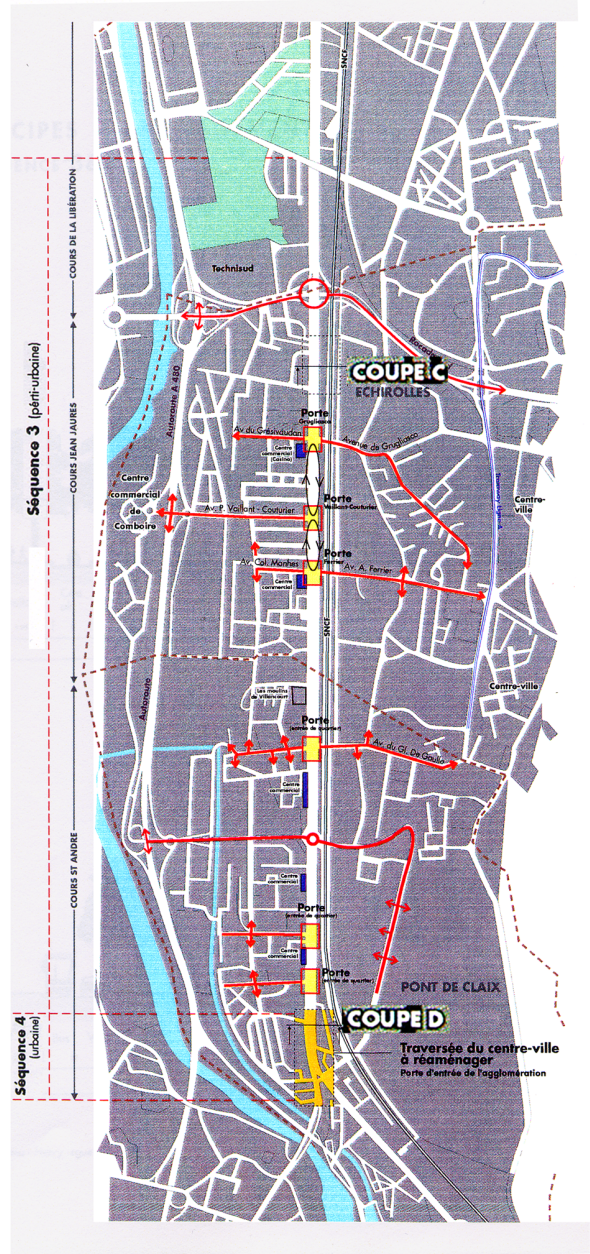 SNCF
COURS DE LA LIBÉRATION
Technisud
Rocade
COUPE C
ECHIROLLES
Autoroute A 480
Séquence 3 (péri-urbaine)
COURS JEAN JAURES
Porte
Grugliasco
Av du Grésivaudan
Avenue de Grugliasco
Centre
commercial
(Casino)
Centre
commercial
de
Comboire
Centre-
ville
Porte
Vaillant-Couturier
Av. P. Vaillant - Couturier
Porte
Ferrier
Av. Col. Manhes
Av. A. Ferrier
Centre
commercial
SNCF
Autoroute
Les moulins
de Villancourt
Centre-ville
Porte
(entrée de quartier)
Av. du Gl. De Gaulle
Centre
commercial
COURS ST ANDRE
Centre
commercial
Porte
(entrée de quartier)
Centre
commercial
Porte
(entrée de quartier)
PONT DE CLAIX
Séquence 4
(urbaine)
COUPE D
Traversée du centre-ville
à réaménager
Porte d'entrée de l'agglomération